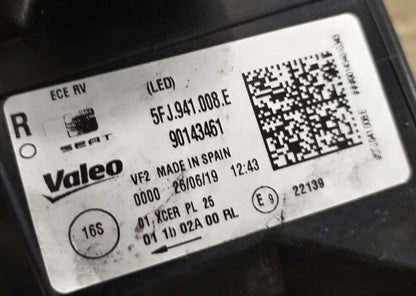 ECE RV (LED)
R
SEAT
5FJ.941.008.E
90143461
Valeo
VF2 MADE IN SPAIN
0000 26/06/19 12:43
16S
01 XCER PL 25
01 1b 02A 00 RL
E 9
22139